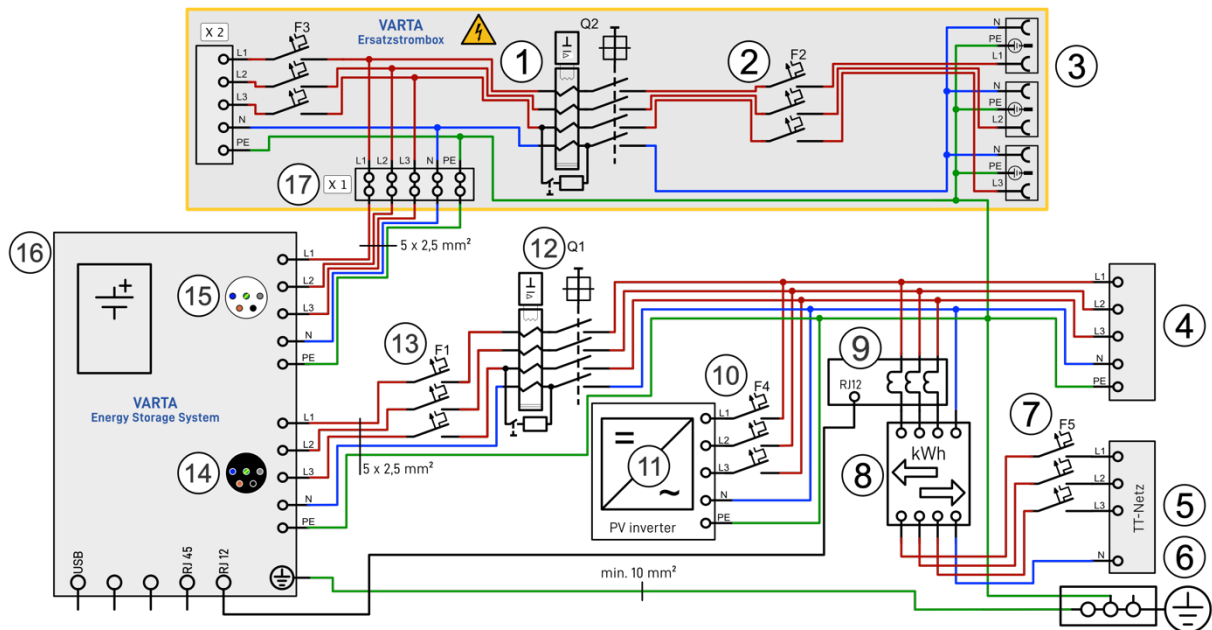 X 2
F3
VARTA
Ersatzstrombox
1
Q2
2
F2
3
L1
L2
L3
N
PE
N
PE
L1
N
PE
L2
N
PE
L3
17
X 1
L1
L2
L3
N
PE
5 x 2,5 mm²
16
15
L1
L2
L3
N
PE
VARTA
Energy Storage System
14
L1
L2
L3
N
PE
5 x 2,5 mm²
13
F1
12
Q1
L1
L2
L3
N
PE
4
9
RJ12
10
F4
L1
L2
L3
N
PE
11
PV inverter
kWh
8
7
F5
L1
L2
L3
N
TT-Netz
5
6
USB
RJ 45
RJ 12
min. 10 mm²